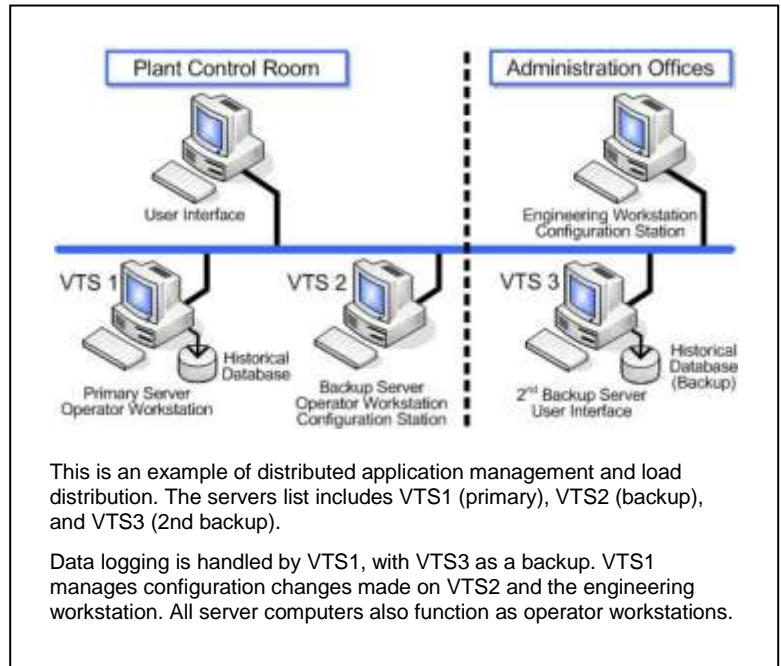 Plant Control Room
Administration Offices
User Interface
Engineering Workstation
Configuration Station
VTS 1
VTS 2
VTS 3
Historical
Database
Primary Server
Operator Workstation
Backup Server
Operator Workstation
Configuration Station
Historical
Database
(Backup)
2nd Backup Server
User Interface
This is an example of distributed application management and load
distribution. The servers list includes VTS1 (primary), VTS2 (backup),
and VTS3 (2nd backup).
Data logging is handled by VTS1, with VTS3 as a backup. VTS1
manages configuration changes made on VTS2 and the engineering
workstation. All server computers also function as operator workstations.